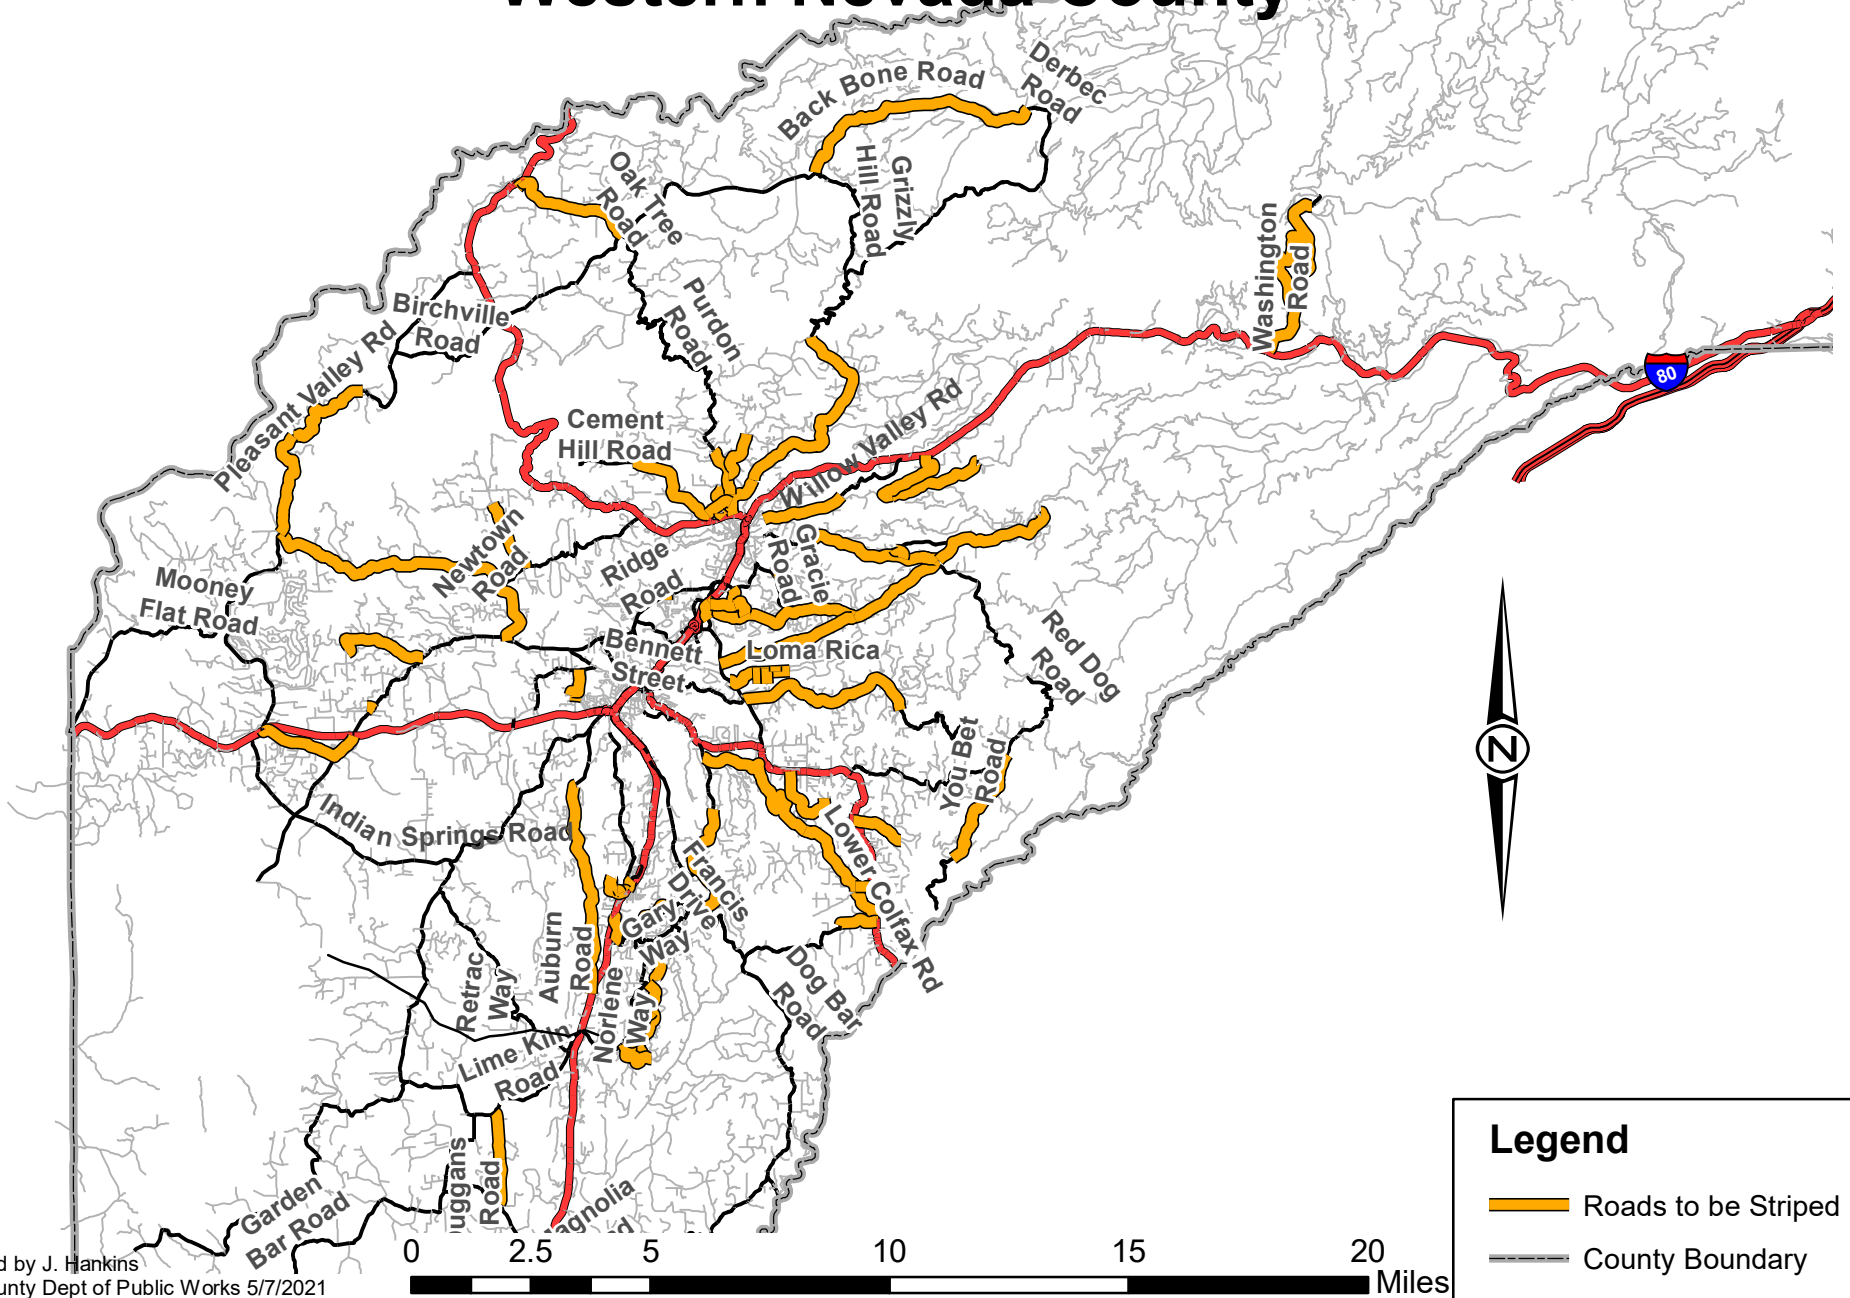 Western Nevada County
Derbec
Road
Back Bone Road
Oak Tree
Road
Grizzly
Hill Road
Washington
Road
Purdon
Road
Birchville
Road
Pleasant Valley Rd
80
Cement
Hill Road
Willow Valley Rd
Newtown
Road
Ridge
Road
Gracie
Road
Mooney
Flat Road
Bennett
Street
Loma Rica
Red Dog
Road
You Bet
Road
N
Indian Springs Road
Lower Colfax Rd
Francis
Drive
Gary
Way
Auburn
Road
Retrac
Way
Norlene
Way
Dog Bar
Road
Lime Kiln
Road
Legend
Roads to be Striped
County Boundary
uggans
Road
agnolia
Garden
Bar Road
0 2.5 5 10 15 20
Miles
d by J. Hankins
unty Dept of Public Works 5/7/2021